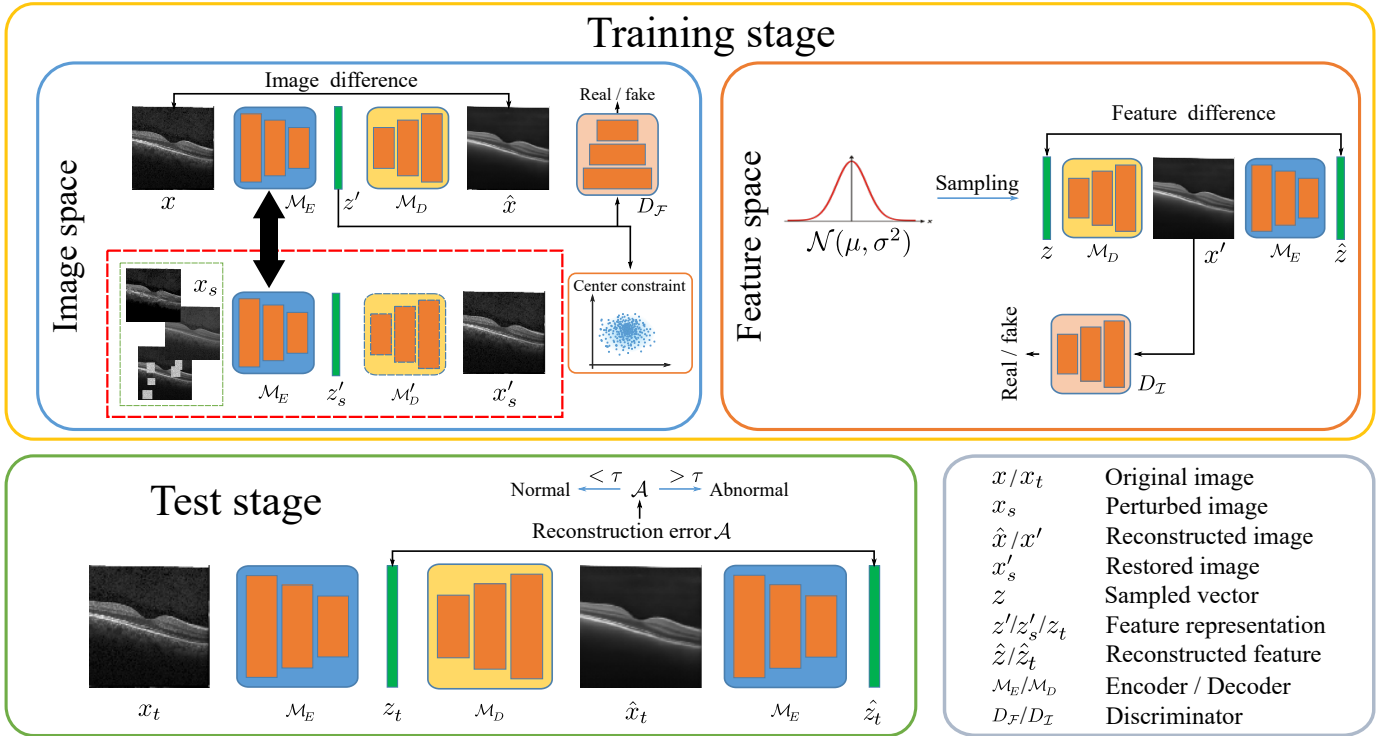 Training stage
Image space
Image difference
Real / fake
x
ℳ_E
z′
ℳ_D
x̂
D_ℱ
x_s
Center constraint
ℳ_E
z′_s
ℳ′_D
x′_s
Feature space
Sampling
𝒩(μ, σ²)
Feature difference
z
ℳ_D
x′
ℳ_E
ẑ
Real / fake
D_ℐ
Test stage
< τ
> τ
Normal
𝒜
Abnormal
Reconstruction error 𝒜
x_t
ℳ_E
z_t
ℳ_D
x̂_t
ℳ_E
ẑ_t
x/x_t Original image
x_s Perturbed image
x̂/x′ Reconstructed image
x′_s Restored image
z Sampled vector
z′/z′_s/z_t Feature representation
ẑ/ẑ_t Reconstructed feature
ℳ_E/ℳ_D Encoder / Decoder
D_ℱ/D_ℐ Discriminator